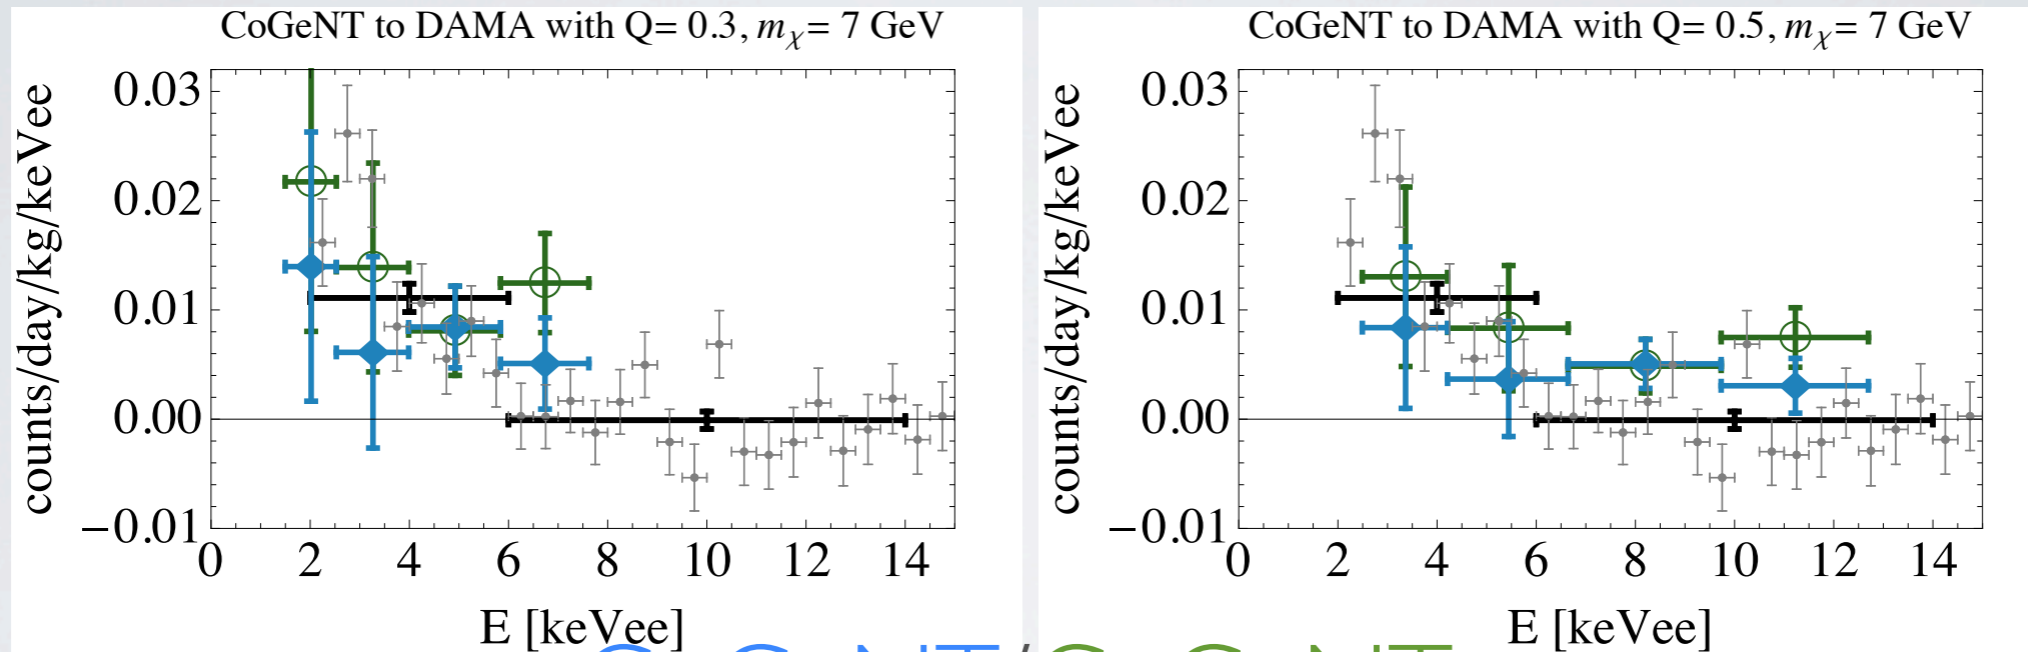 CoGeNT to DAMA with Q= 0.3, mχ= 7 GeV
counts/day/kg/keVee
0.03
0.02
0.01
0.00
−0.01
0 2 4 6 8 10 12 14
E [keVee]
CoGeNT to DAMA with Q= 0.5, mχ= 7 GeV
counts/day/kg/keVee
0.03
0.02
0.01
0.00
−0.01
0 2 4 6 8 10 12 14
E [keVee]